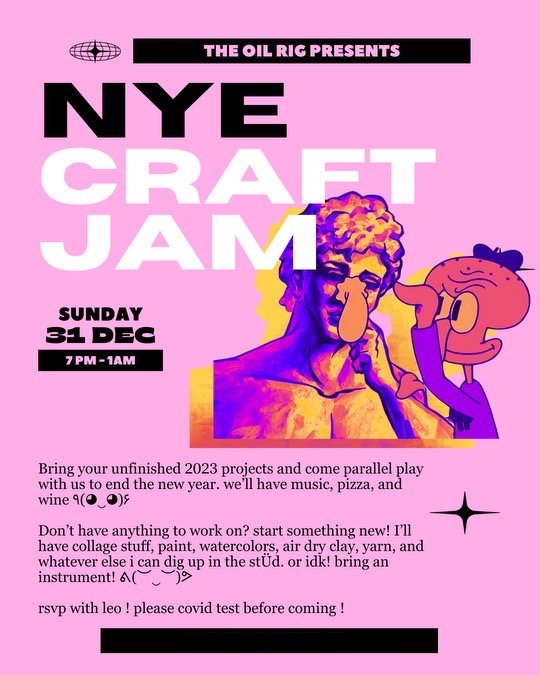 THE OIL RIG PRESENTS
NYE
CRAFT
JAM
SUNDAY
31 DEC
7 PM - 1AM
Bring your unfinished 2023 projects and come parallel play
with us to end the new year. we'll have music, pizza, and
wine ٩(◕‿◕)۶
Don't have anything to work on? start something new! I'll
have collage stuff, paint, watercolors, air dry clay, yarn, and
whatever else i can dig up in the stÜd. or idk! bring an
instrument! ᕕ(⁀‿⁀)ᕗ
rsvp with leo ! please covid test before coming !